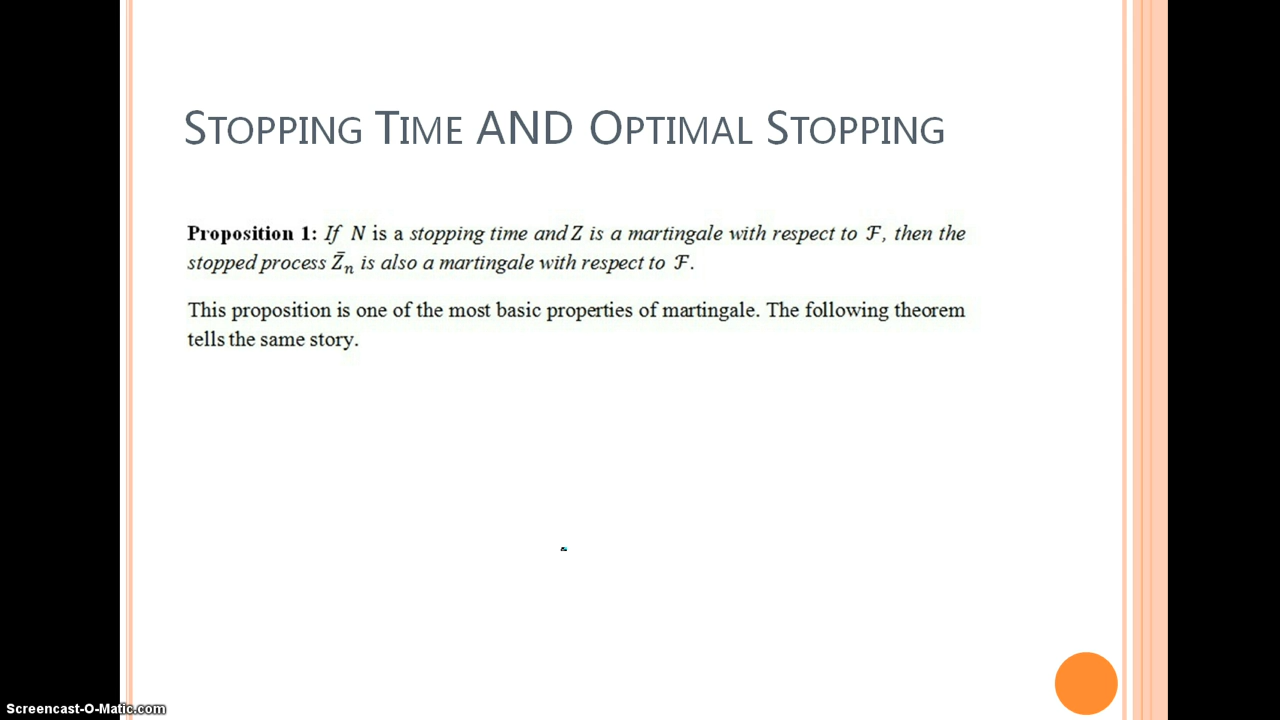 STOPPING TIME AND OPTIMAL STOPPING
Proposition 1: If N is a stopping time and Z is a martingale with respect to ℱ, then the
stopped process Z̄ₙ is also a martingale with respect to ℱ.
This proposition is one of the most basic properties of martingale. The following theorem
tells the same story.
Screencast-O-Matic.com